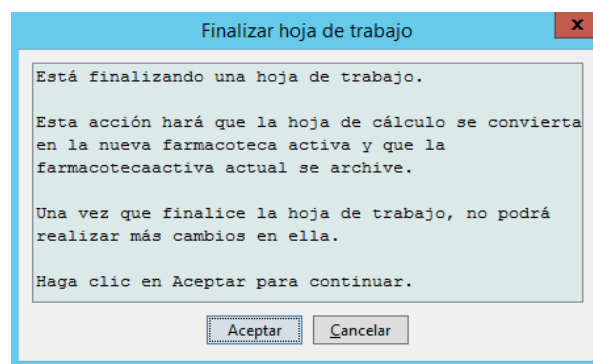 Finalizar hoja de trabajo
x
Está finalizando una hoja de trabajo.
Esta acción hará que la hoja de cálculo se convierta
en la nueva farmacoteca activa y que la
farmacotecaactiva actual se archive.
Una vez que finalice la hoja de trabajo, no podrá
realizar más cambios en ella.
Haga clic en Aceptar para continuar.
Aceptar Cancelar